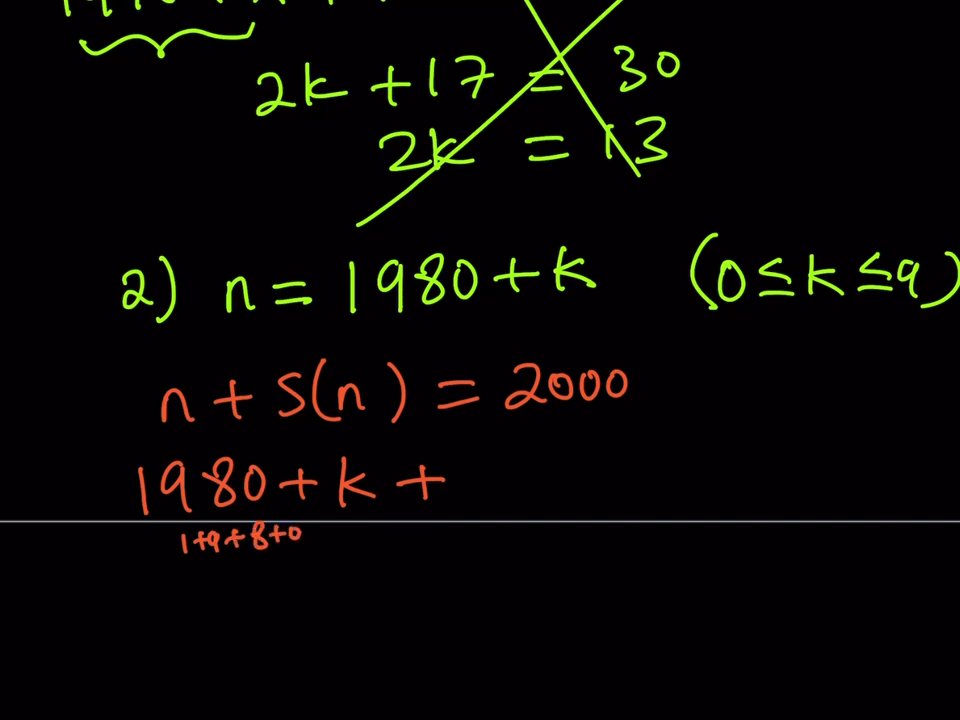 2k + 17 = 30
2k = 13
2) n = 1980 + k (0 ≤ k ≤ 9)
n + S(n) = 2000
1980 + k +
1+9+8+0